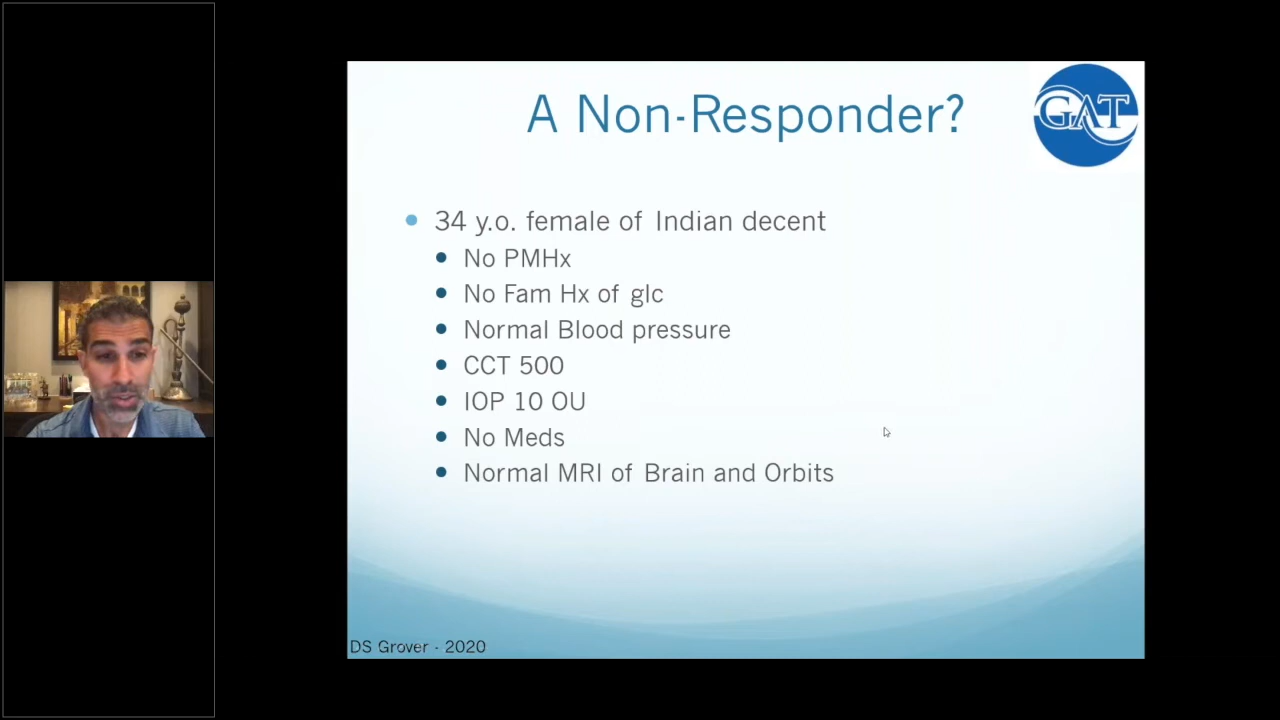 A Non-Responder?
GAT
34 y.o. female of Indian decent
No PMHx
No Fam Hx of glc
Normal Blood pressure
CCT 500
IOP 10 OU
No Meds
Normal MRI of Brain and Orbits
DS Grover - 2020